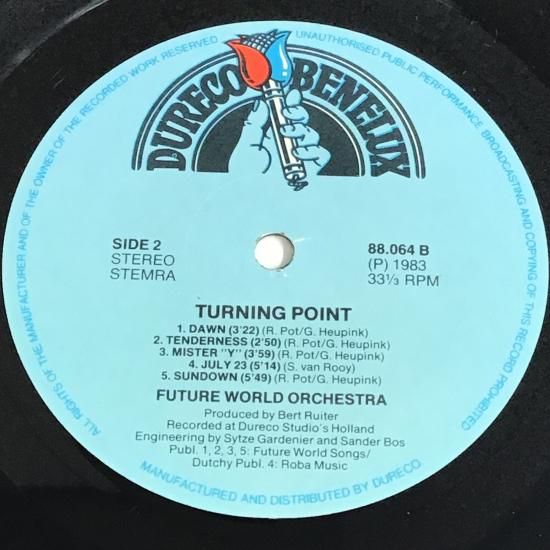 DURECO BENELUX
ALL RIGHTS OF THE MANUFACTURER AND OF THE OWNER OF THE RECORDED WORK RESERVED
UNAUTHORISED PUBLIC PERFORMANCE BROADCASTING AND COPYING OF THIS RECORD PROHIBITED
SIDE 2
STEREO
STEMRA
88.064 B
(P) 1983
33⅓ RPM
TURNING POINT
1. DAWN (3'22) (R. Pot/G. Heupink)
2. TENDERNESS (2'50) (R. Pot/G. Heupink)
3. MISTER "Y" (3'59) (R. Pot/G. Heupink)
4. JULY 23 (5'14) (S. van Rooy)
5. SUNDOWN (5'49) (R. Pot/G. Heupink)
FUTURE WORLD ORCHESTRA
Produced by Bert Ruiter
Recorded at Dureco Studio's Holland
Engineering by Sytze Gardenier and Sander Bos
Publ. 1, 2, 3, 5: Future World Songs/
Dutchy Publ. 4: Roba Music
MANUFACTURED AND DISTRIBUTED BY DURECO